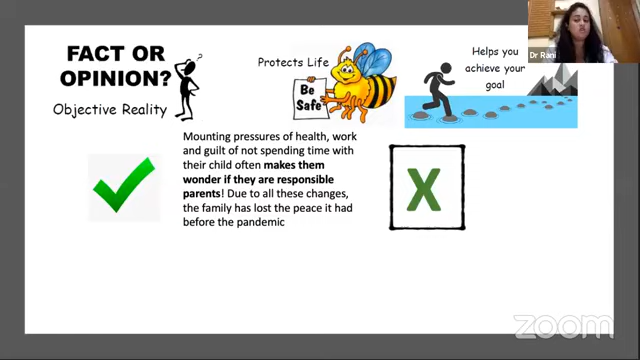 FACT OR
OPINION?
Objective Reality
?
Protects Life
Be
Safe
Helps you
achieve your
goal
Dr Rani
Mounting pressures of health, work
and guilt of not spending time with
their child often makes them
wonder if they are responsible
parents! Due to all these changes,
the family has lost the peace it had
before the pandemic
X
zoom